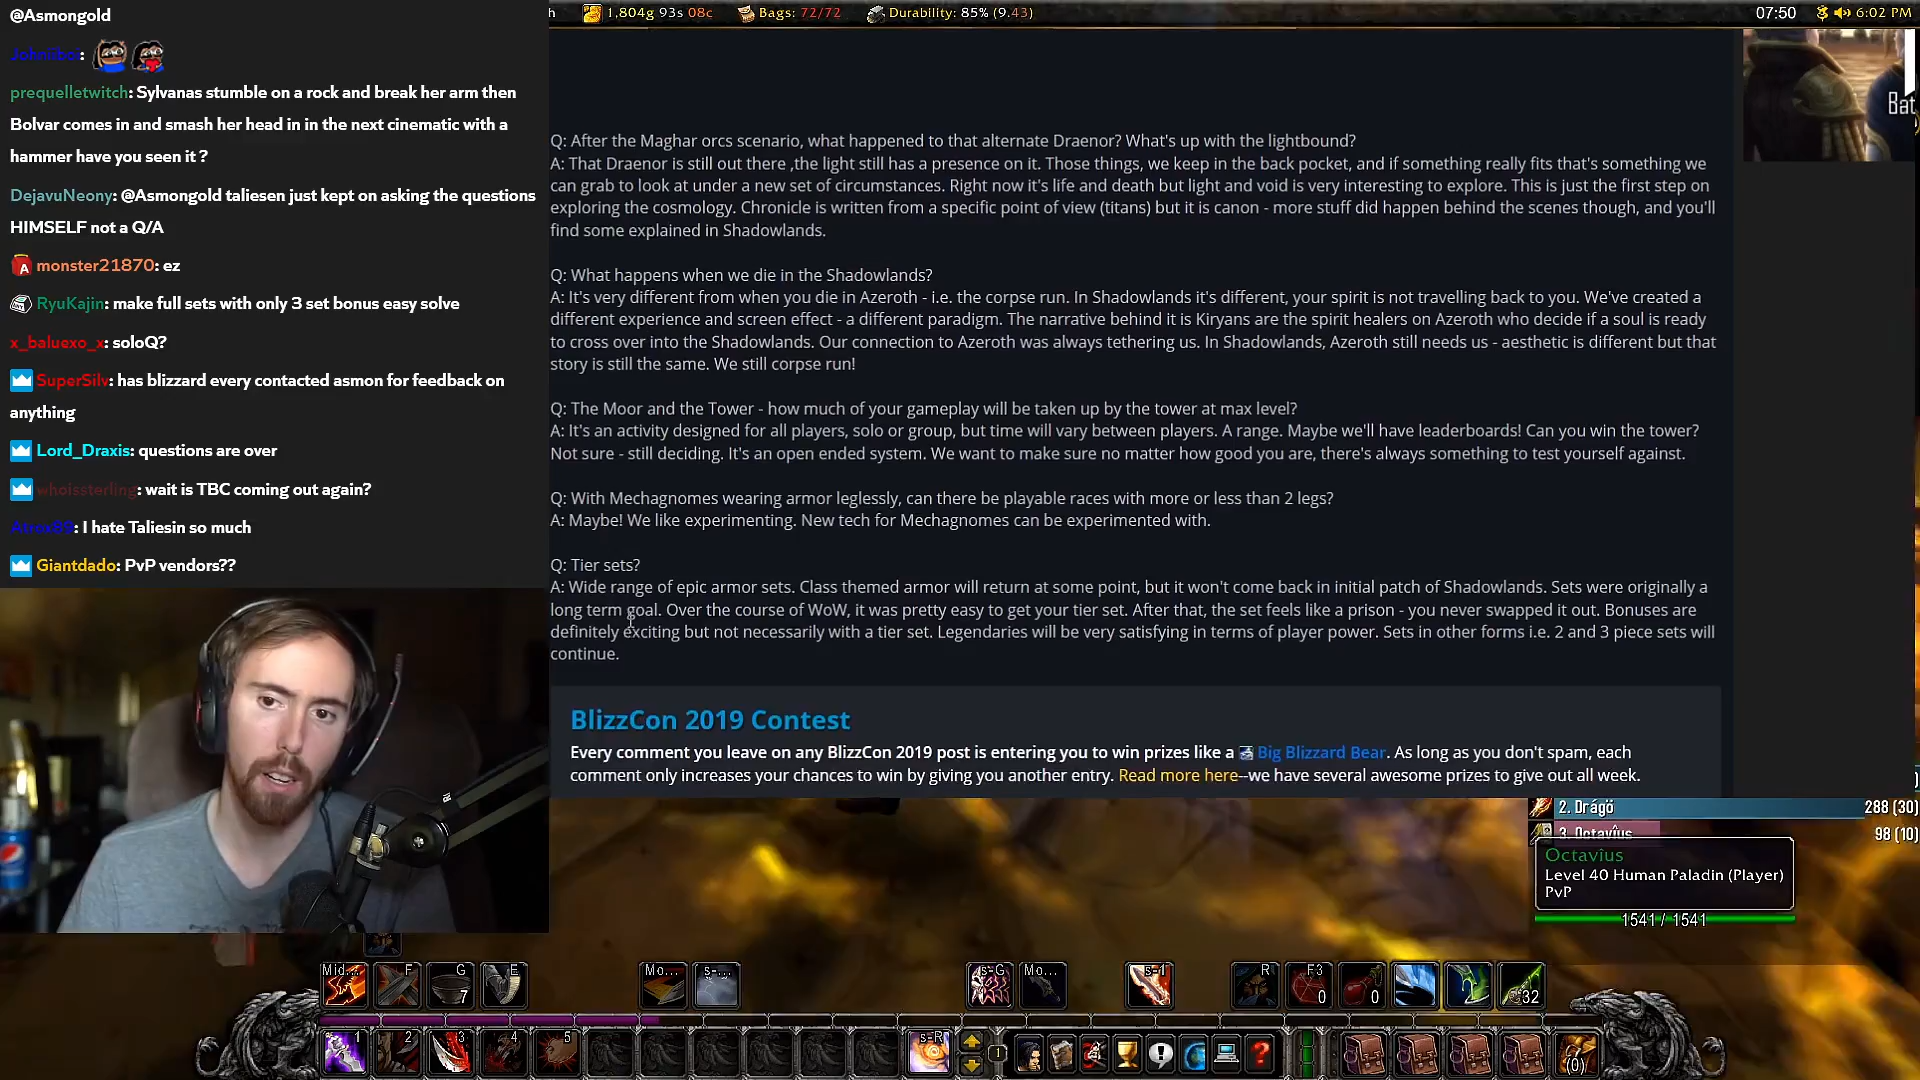 @Asmongold
Johniiboi:
prequelletwitch: Sylvanas stumble on a rock and break her arm then
Bolvar comes in and smash her head in in the next cinematic with a
hammer have you seen it ?
DejavuNeony: @Asmongold taliesen just kept on asking the questions
HIMSELF not a Q/A
monster21870: ez
RyuKajin: make full sets with only 3 set bonus easy solve
x_baluexo_x: soloQ?
SuperSilv: has blizzard every contacted asmon for feedback on
anything
Lord_Draxis: questions are over
whoissterling: wait is TBC coming out again?
Atrox89: I hate Taliesin so much
Giantdado: PvP vendors??
h 1,804g 93s 08c Bags: 72/72 Durability: 85% (9.43) 07:50 6:02 PM
Bat
Q: After the Maghar orcs scenario, what happened to that alternate Draenor? What's up with the lightbound?
A: That Draenor is still out there ,the light still has a presence on it. Those things, we keep in the back pocket, and if something really fits that's something we
can grab to look at under a new set of circumstances. Right now it's life and death but light and void is very interesting to explore. This is just the first step on
exploring the cosmology. Chronicle is written from a specific point of view (titans) but it is canon - more stuff did happen behind the scenes though, and you'll
find some explained in Shadowlands.
Q: What happens when we die in the Shadowlands?
A: It's very different from when you die in Azeroth - i.e. the corpse run. In Shadowlands it's different, your spirit is not travelling back to you. We've created a
different experience and screen effect - a different paradigm. The narrative behind it is Kiryans are the spirit healers on Azeroth who decide if a soul is ready
to cross over into the Shadowlands. Our connection to Azeroth was always tethering us. In Shadowlands, Azeroth still needs us - aesthetic is different but that
story is still the same. We still corpse run!
Q: The Moor and the Tower - how much of your gameplay will be taken up by the tower at max level?
A: It's an activity designed for all players, solo or group, but time will vary between players. A range. Maybe we'll have leaderboards! Can you win the tower?
Not sure - still deciding. It's an open ended system. We want to make sure no matter how good you are, there's always something to test yourself against.
Q: With Mechagnomes wearing armor leglessly, can there be playable races with more or less than 2 legs?
A: Maybe! We like experimenting. New tech for Mechagnomes can be experimented with.
Q: Tier sets?
A: Wide range of epic armor sets. Class themed armor will return at some point, but it won't come back in initial patch of Shadowlands. Sets were originally a
long term goal. Over the course of WoW, it was pretty easy to get your tier set. After that, the set feels like a prison - you never swapped it out. Bonuses are
definitely exciting but not necessarily with a tier set. Legendaries will be very satisfying in terms of player power. Sets in other forms i.e. 2 and 3 piece sets will
continue.
BlizzCon 2019 Contest
Every comment you leave on any BlizzCon 2019 post is entering you to win prizes like a Big Blizzard Bear. As long as you don't spam, each
comment only increases your chances to win by giving you another entry. Read more here--we have several awesome prizes to give out all week.
2. Drágö 288 (30)
3. Octavîus 98 (10)
Octavîus
Level 40 Human Paladin (Player)
PvP
1541 / 1541
Mid... F G E Mo... s-... s-G Mo... s-1 R F3
7 0 0 32
1 2 3 4 5 s-R 1 (0)